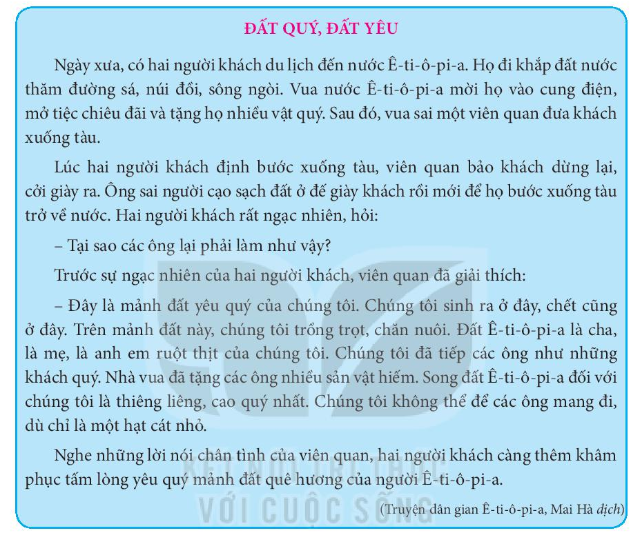 ĐẤT QUÝ, ĐẤT YÊU
Ngày xưa, có hai người khách du lịch đến nước Ê-ti-ô-pi-a. Họ đi khắp đất nước
thăm đường sá, núi đồi, sông ngòi. Vua nước Ê-ti-ô-pi-a mời họ vào cung điện,
mở tiệc chiêu đãi và tặng họ nhiều vật quý. Sau đó, vua sai một viên quan đưa khách
xuống tàu.
Lúc hai người khách định bước xuống tàu, viên quan bảo khách dừng lại,
cởi giày ra. Ông sai người cạo sạch đất ở đế giày khách rồi mới để họ bước xuống tàu
trở về nước. Hai người khách rất ngạc nhiên, hỏi:
– Tại sao các ông lại phải làm như vậy?
Trước sự ngạc nhiên của hai người khách, viên quan đã giải thích:
– Đây là mảnh đất yêu quý của chúng tôi. Chúng tôi sinh ra ở đây, chết cũng
ở đây. Trên mảnh đất này, chúng tôi trồng trọt, chăn nuôi. Đất Ê-ti-ô-pi-a là cha,
là mẹ, là anh em ruột thịt của chúng tôi. Chúng tôi đã tiếp các ông như những
khách quý. Nhà vua đã tặng các ông nhiều sản vật hiếm. Song đất Ê-ti-ô-pi-a đối với
chúng tôi là thiêng liêng, cao quý nhất. Chúng tôi không thể để các ông mang đi,
dù chỉ là một hạt cát nhỏ.
Nghe những lời nói chân tình của viên quan, hai người khách càng thêm khâm
phục tấm lòng yêu quý mảnh đất quê hương của người Ê-ti-ô-pi-a.
KẾT NỐI TRI THỨC
VỚI CUỘC SỐNG
(Truyện dân gian Ê-ti-ô-pi-a, Mai Hà dịch)